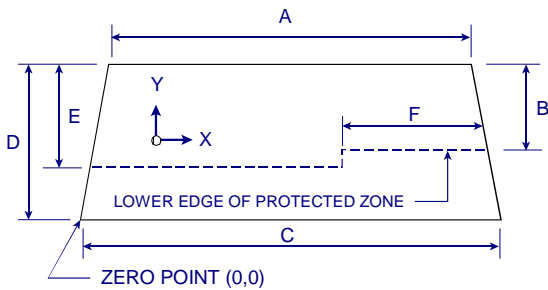 A
Y
B
E
F
D
X
LOWER EDGE OF PROTECTED ZONE
C
ZERO POINT (0,0)